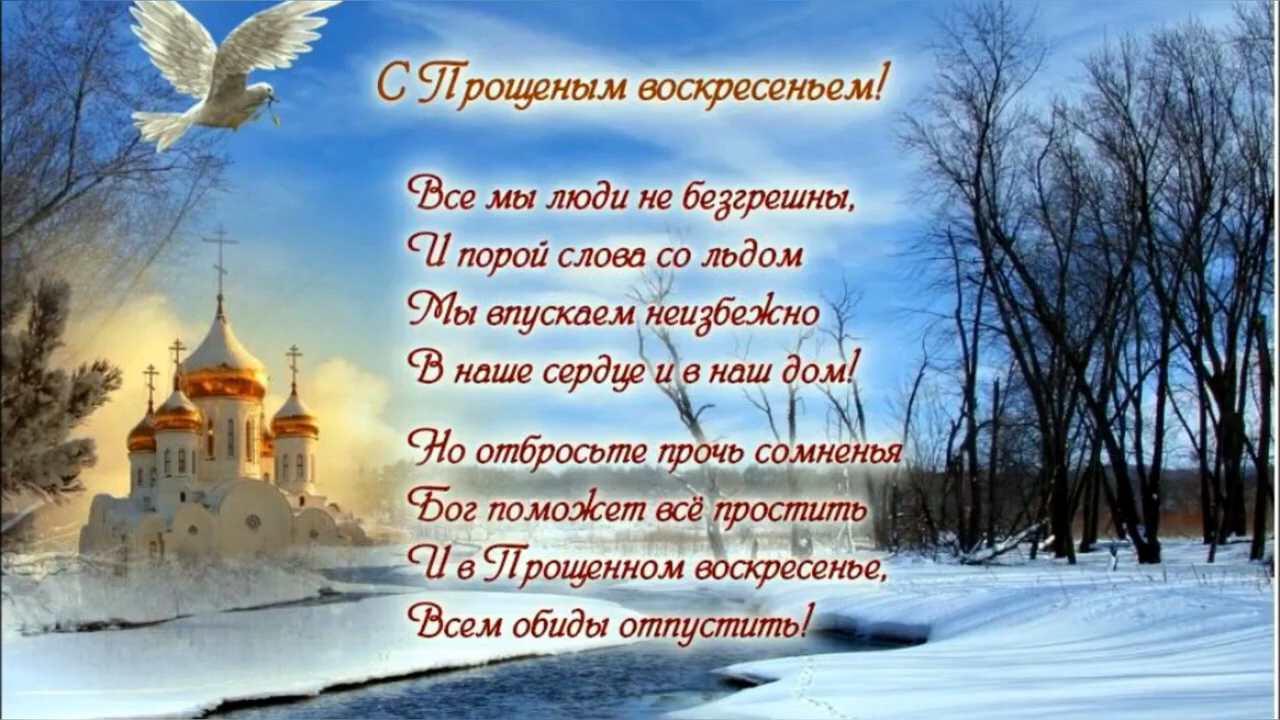 С Прощеным воскресеньем!
Все мы люди не безгрешны,
И порой слова со льдом
Мы впускаем неизбежно
В наше сердце и в наш дом!
Но отбросьте прочь сомненья
Бог поможет всё простить
И в Прощенном воскресенье,
Всем обиды отпустить!